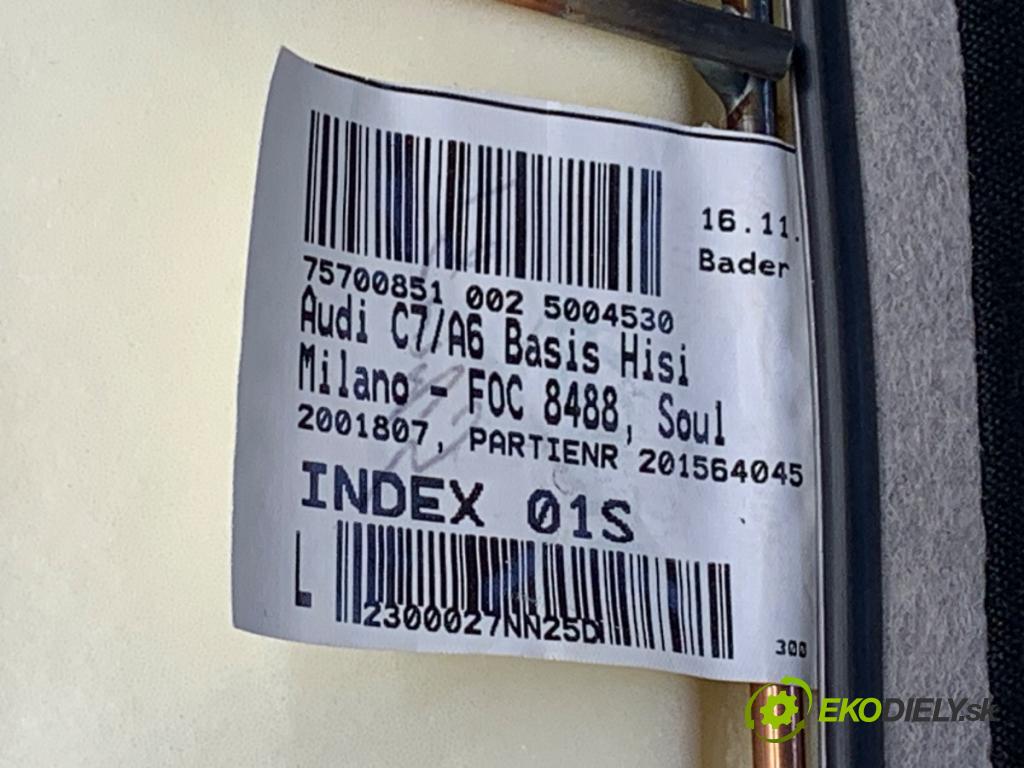 16.11.
Bader
75700851 002 5004530
Audi C7/A6 Basis Hisi
Milano - FOC 8488, Soul
2001807, PARTIENR 201564045
INDEX 01S
L
2300027NN25D
300
EKODIELY.sk